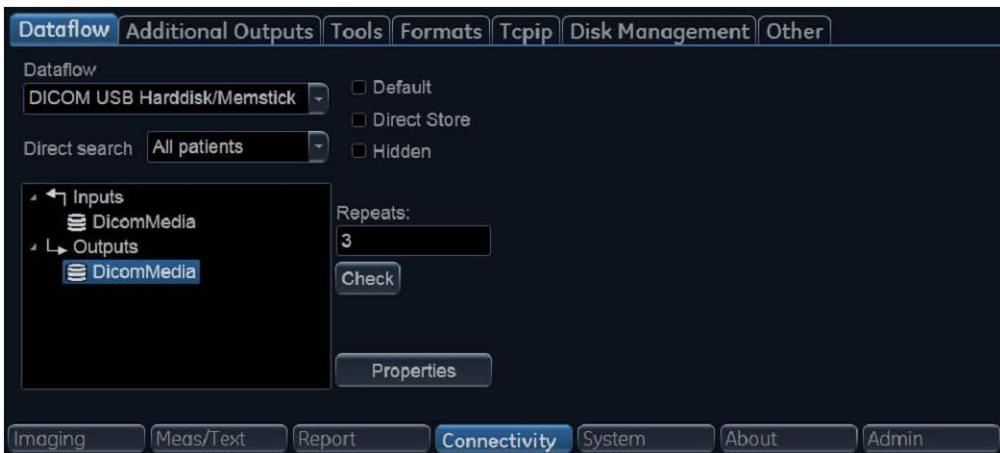 Dataflow Additional Outputs Tools Formats Tcpip Disk Management Other
Dataflow
DICOM USB Harddisk/Memstick
Default
Direct Store
Direct search All patients
Hidden
Inputs
DicomMedia
Outputs
DicomMedia
Repeats:
3
Check
Properties
Imaging Meas/Text Report Connectivity System About Admin